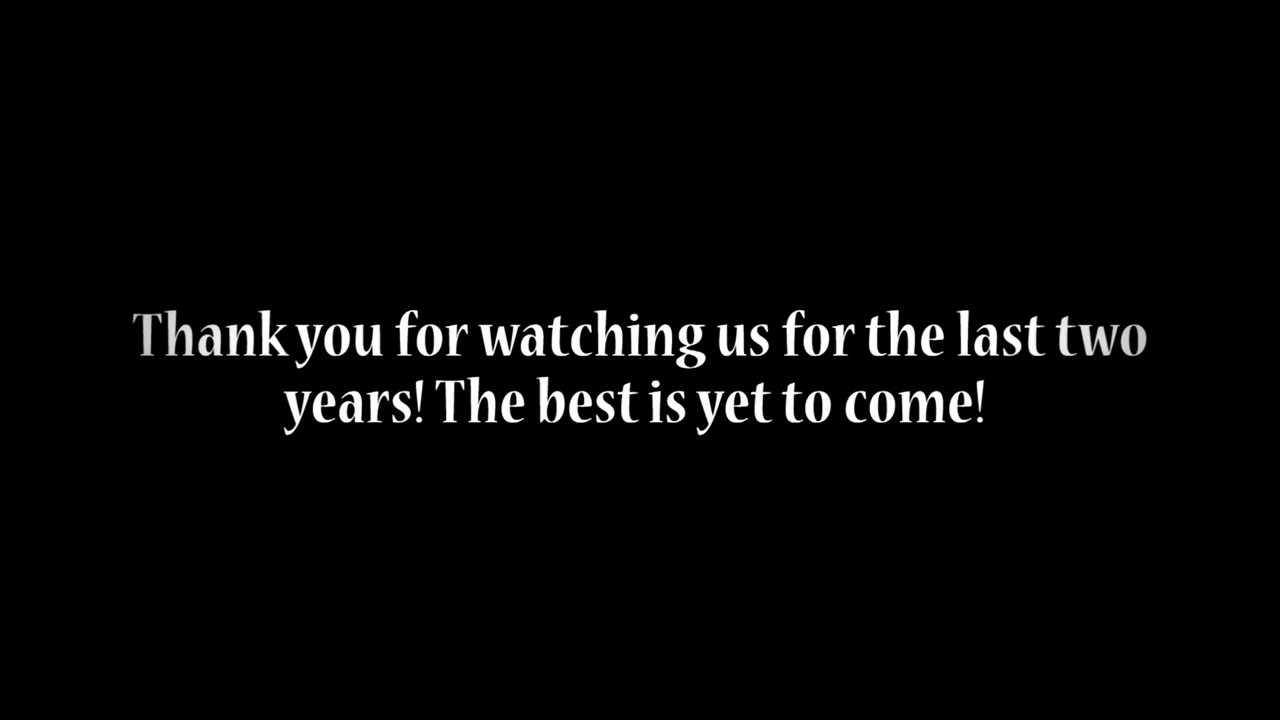 Thank you for watching us for the last two
years! The best is yet to come!